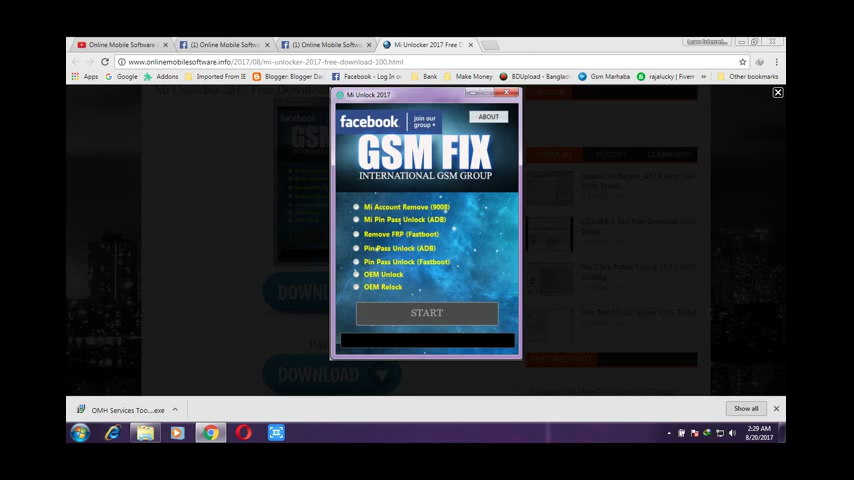 Online Mobile Software
(1) Online Mobile Softw
(1) Online Mobile Softw
Mi Unlocker 2017 Free D
www.onlinemobilesoftware.info/2017/08/mi-unlocker-2017-free-download-100.html
Apps
Google
Addons
Imported From IE
Blogger: Blogger Das
Facebook - Log In o
Bank
Make Money
BDUpload - Banglad
Gsm Marhaba
rajalucky | Fiverr
Other bookmarks
Mi Unlock 2017
facebook
join our
group +
ABOUT
GSM FIX
INTERNATIONAL GSM GROUP
Mi Account Remove (9008)
Mi Pin Pass Unlock (ADB)
Remove FRP (Fastboot)
Pin Pass Unlock (ADB)
Pin Pass Unlock (Fastboot)
OEM Unlock
OEM Relock
START
RECENT
COMMENTS
DOWNLOAD
OMH Services Too....exe
Show all
2:29 AM
8/20/2017